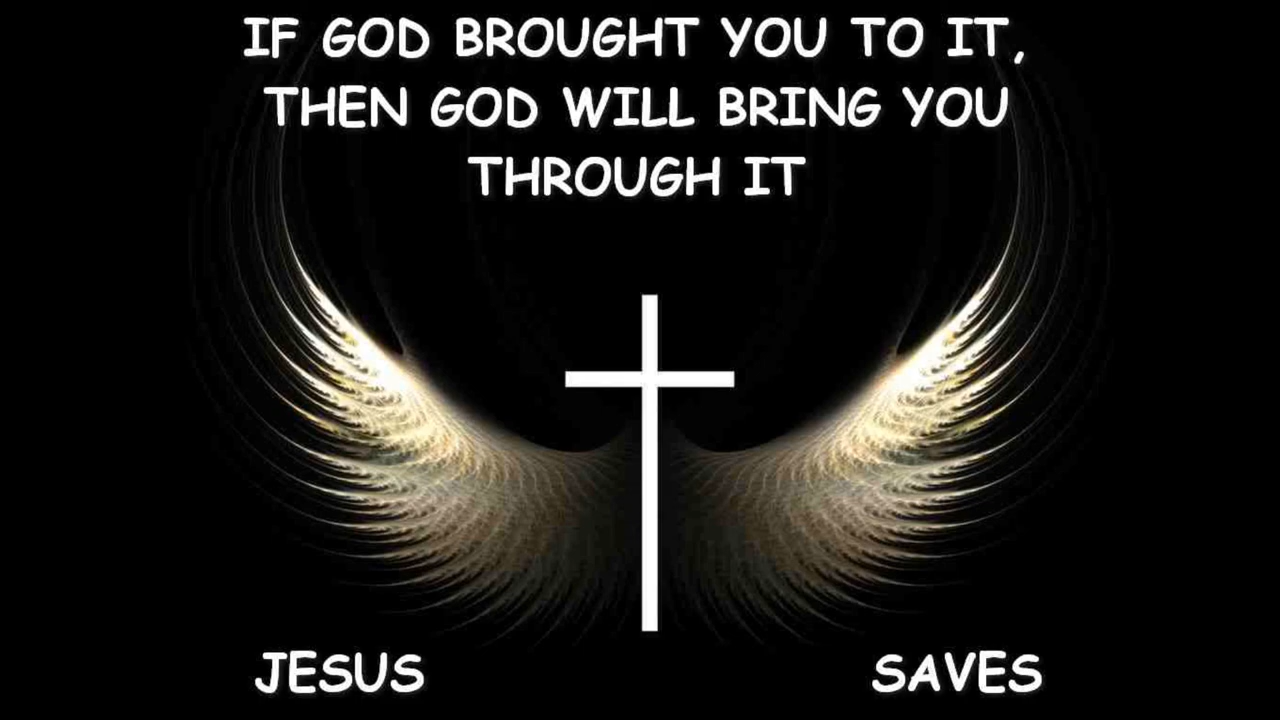 IF GOD BROUGHT YOU TO IT,
THEN GOD WILL BRING YOU
THROUGH IT
JESUS SAVES